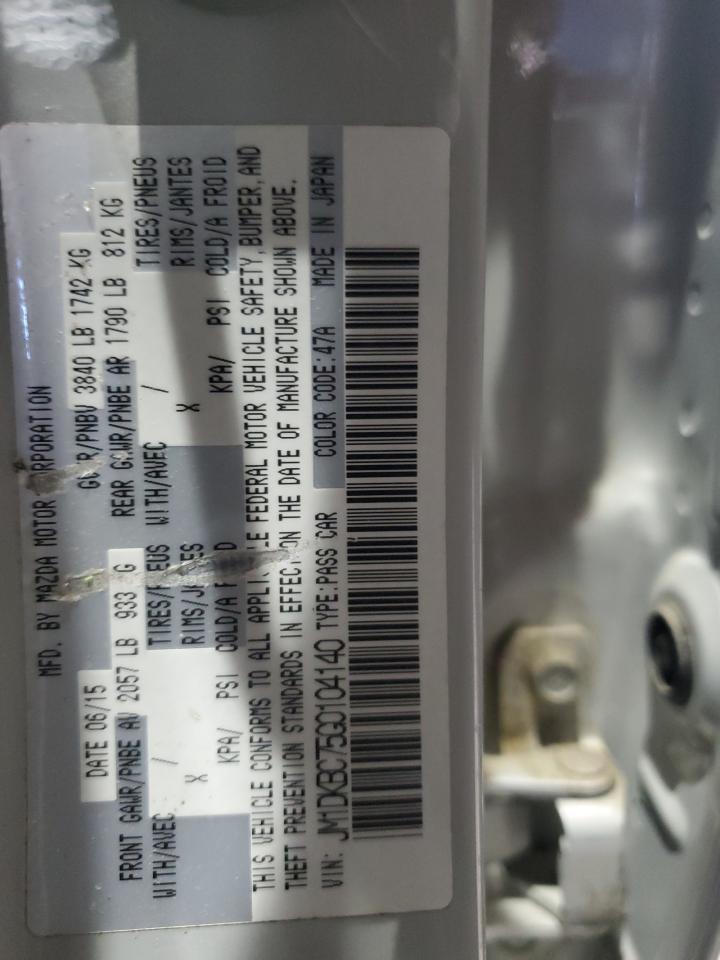 MFD. BY MAZDA MOTOR CORPORATION
DATE 06/15 GVWR/PNBV 3840 LB 1742 KG
FRONT GAWR/PNBE AV 2057 LB 933 KG REAR GAWR/PNBE AR 1790 LB 812 KG
WITH/AVEC / TIRES/PNEUS WITH/AVEC / TIRES/PNEUS
X RIMS/JANTES X RIMS/JANTES
KPA/ PSI COLD/A FROID KPA/ PSI COLD/A FROID
THIS VEHICLE CONFORMS TO ALL APPLICABLE FEDERAL MOTOR VEHICLE SAFETY, BUMPER, AND
THEFT PREVENTION STANDARDS IN EFFECT ON THE DATE OF MANUFACTURE SHOWN ABOVE.
VIN: JM1DKBC75G0104140 TYPE:PASS CAR COLOR CODE:47A MADE IN JAPAN